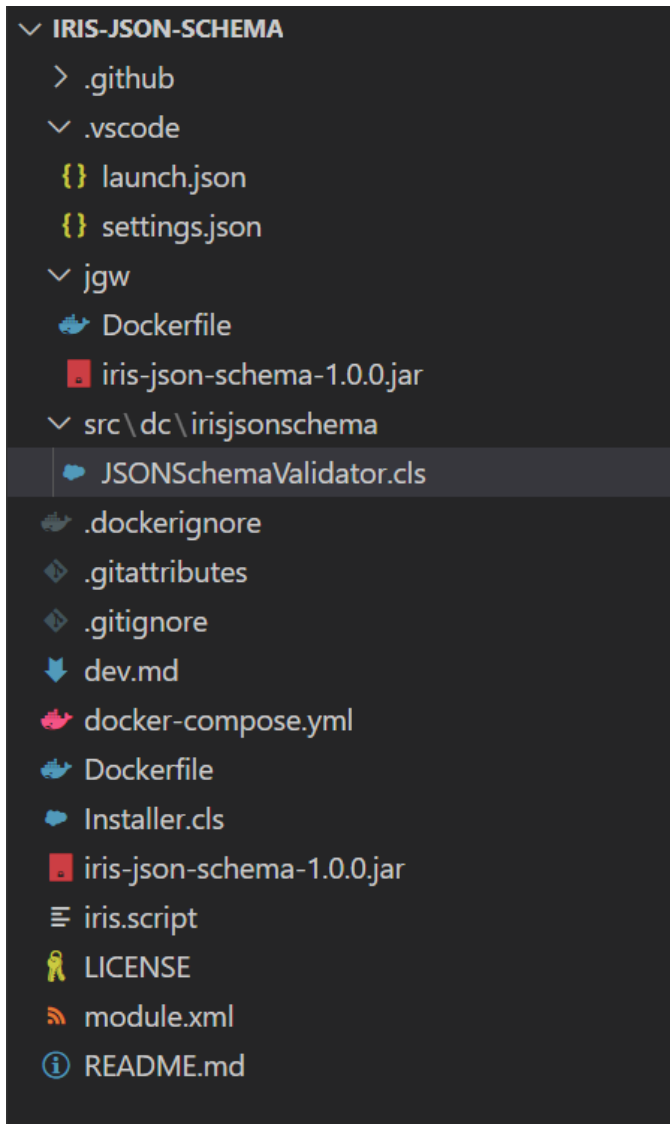 IRIS-JSON-SCHEMA
.github
.vscode
{} launch.json
{} settings.json
jgw
Dockerfile
iris-json-schema-1.0.0.jar
src\dc\irisjsonschema
JSONSchemaValidator.cls
.dockerignore
.gitattributes
.gitignore
dev.md
docker-compose.yml
Dockerfile
Installer.cls
iris-json-schema-1.0.0.jar
iris.script
LICENSE
module.xml
README.md